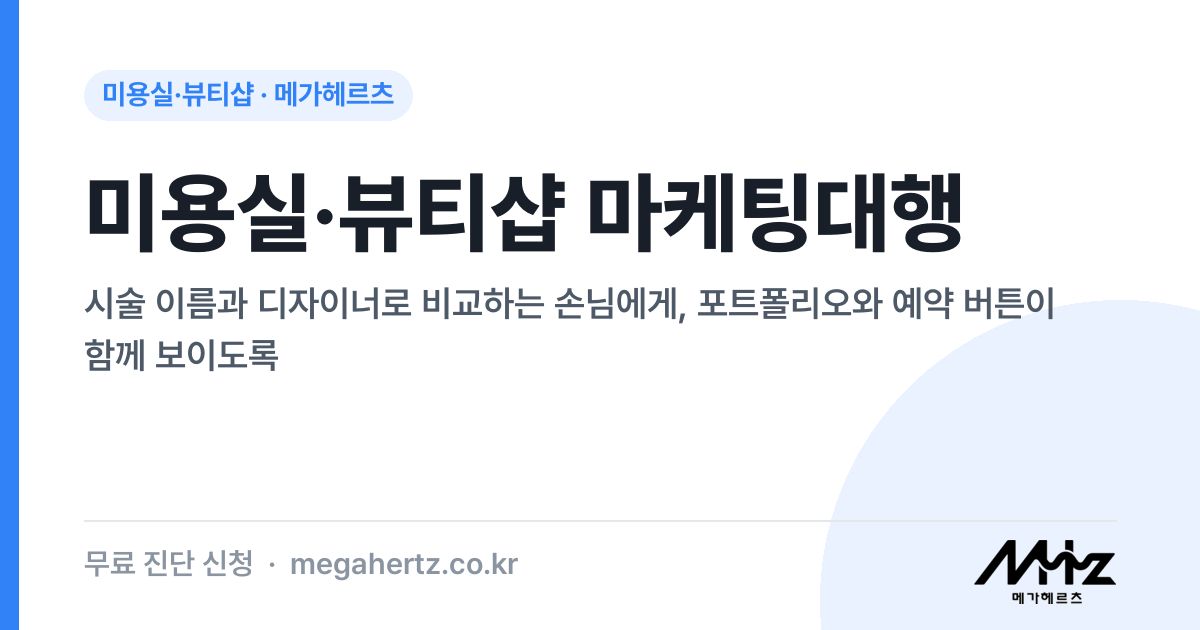 미용실·뷰티샵 · 메가헤르츠
미용실·뷰티샵 마케팅대행
시술 이름과 디자이너로 비교하는 손님에게, 포트폴리오와 예약 버튼이
함께 보이도록
무료 진단 신청 · megahertz.co.kr
MHz
메가헤르츠